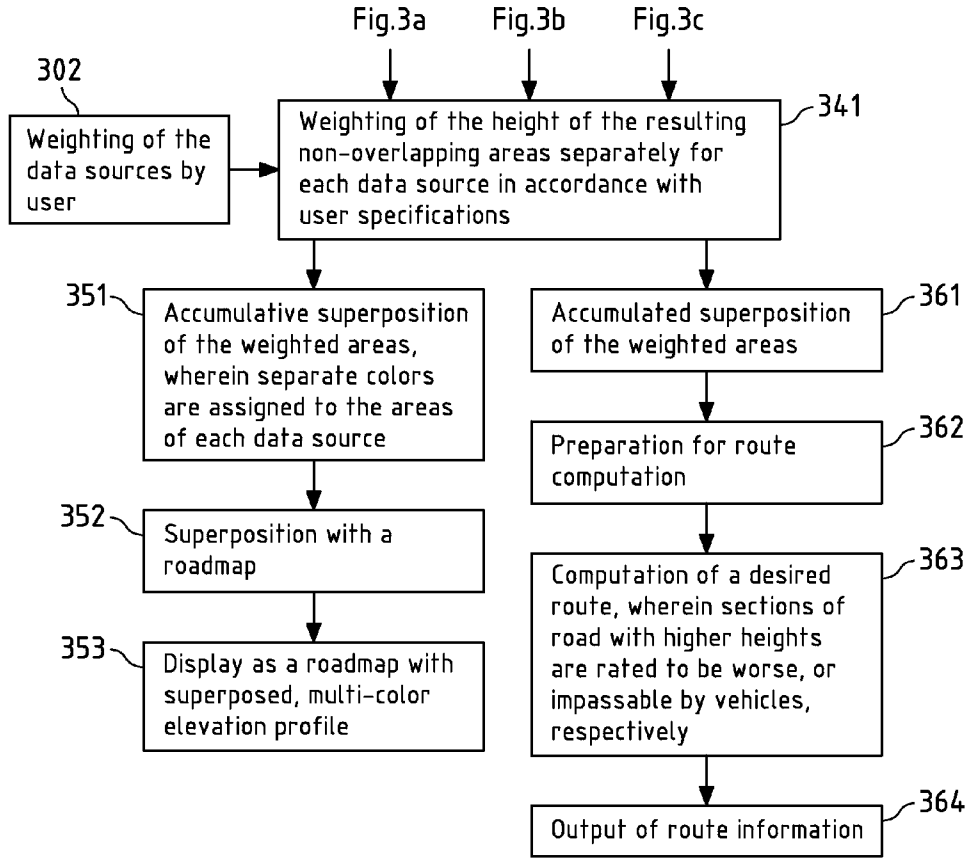 Fig.3a Fig.3b Fig.3c
302
Weighting of the
data sources by
user
341
Weighting of the height of the resulting
non-overlapping areas separately for
each data source in accordance with
user specifications
351
Accumulative superposition
of the weighted areas,
wherein separate colors
are assigned to the areas
of each data source
352
Superposition with a
roadmap
353
Display as a roadmap with
superposed, multi-color
elevation profile
361
Accumulated superposition
of the weighted areas
362
Preparation for route
computation
363
Computation of a desired
route, wherein sections of
road with higher heights
are rated to be worse, or
impassable by vehicles,
respectively
364
Output of route information